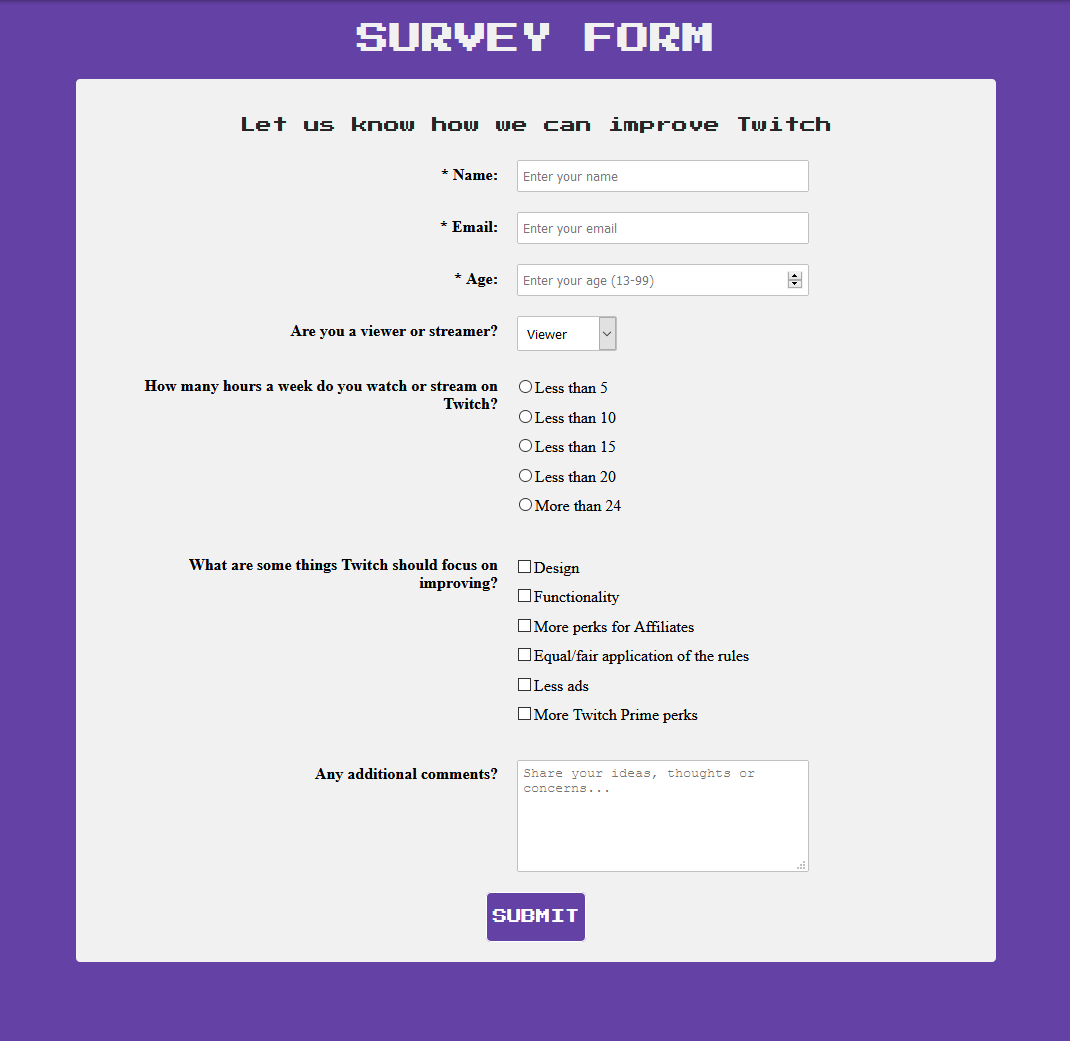 SURVEY FORM
Let us know how we can improve Twitch
* Name:
Enter your name
* Email:
Enter your email
* Age:
Enter your age (13-99)
Are you a viewer or streamer?
Viewer
How many hours a week do you watch or stream on
Twitch?
Less than 5
Less than 10
Less than 15
Less than 20
More than 24
What are some things Twitch should focus on
improving?
Design
Functionality
More perks for Affiliates
Equal/fair application of the rules
Less ads
More Twitch Prime perks
Any additional comments?
Share your ideas, thoughts or
concerns...
SUBMIT